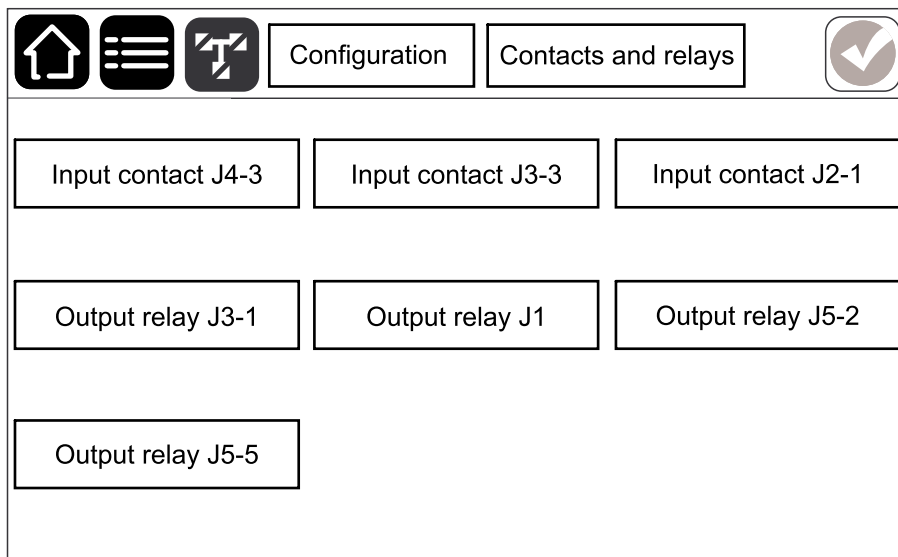 Configuration
Contacts and relays
Input contact J4-3
Input contact J3-3
Input contact J2-1
Output relay J3-1
Output relay J1
Output relay J5-2
Output relay J5-5